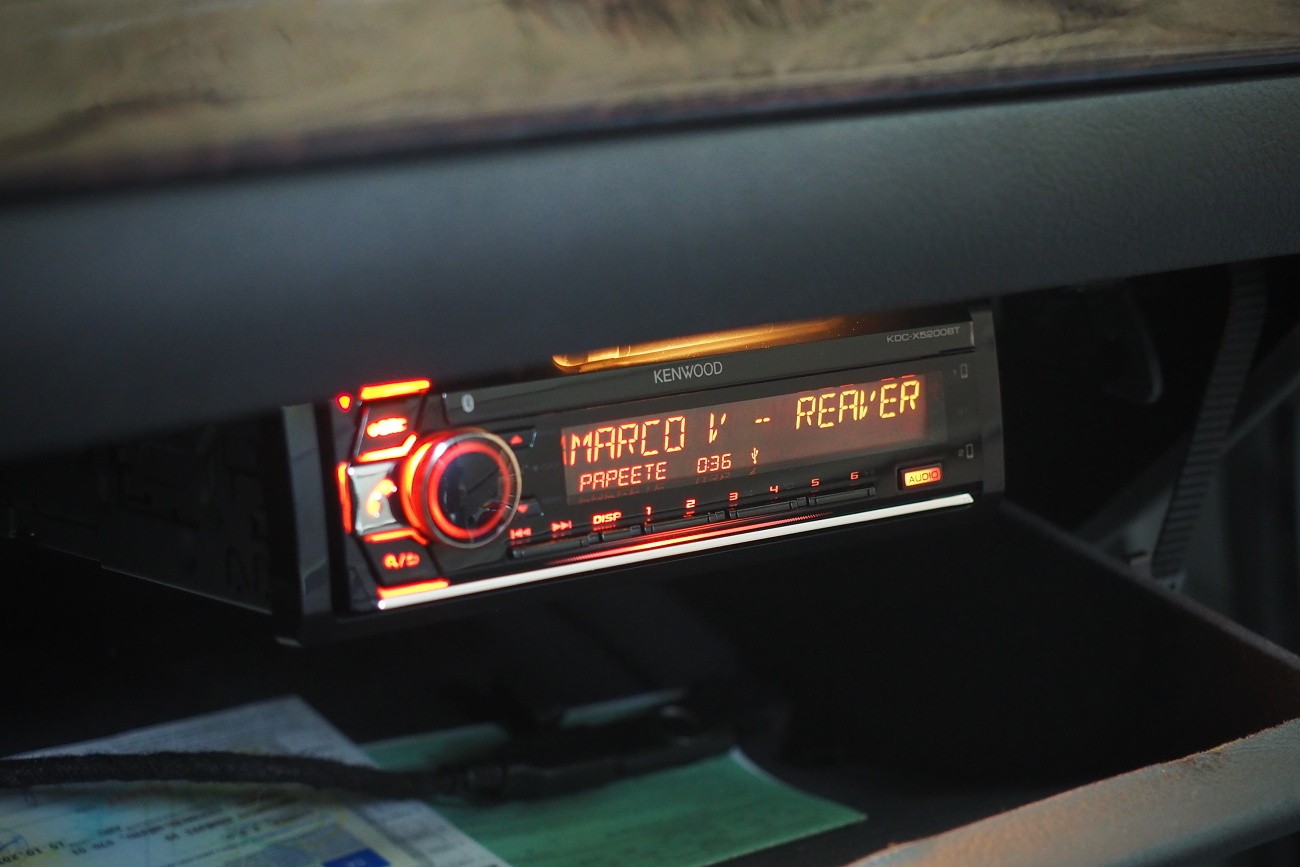 KDC-X5200BT
KENWOOD
MARCO V - REAVER
PAPEETE 0:36
DISP 1 2 3 4 5 6
AUDIO